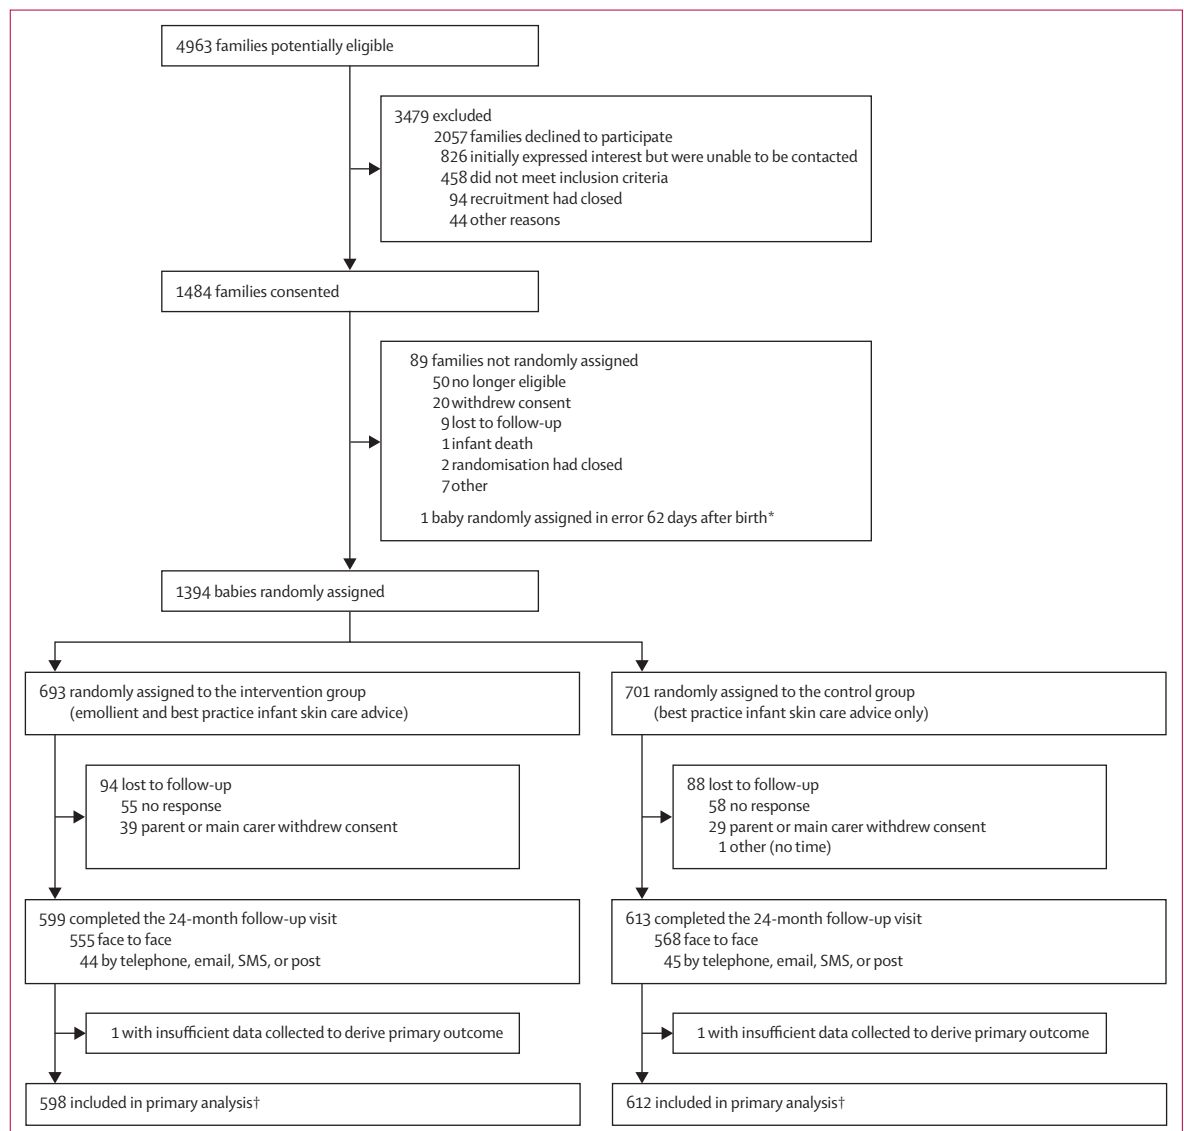 4963 families potentially eligible
3479 excluded
2057 families declined to participate
826 initially expressed interest but were unable to be contacted
458 did not meet inclusion criteria
94 recruitment had closed
44 other reasons
1484 families consented
89 families not randomly assigned
50 no longer eligible
20 withdrew consent
9 lost to follow-up
1 infant death
2 randomisation had closed
7 other
1 baby randomly assigned in error 62 days after birth*
1394 babies randomly assigned
693 randomly assigned to the intervention group
(emollient and best practice infant skin care advice)
701 randomly assigned to the control group
(best practice infant skin care advice only)
94 lost to follow-up
55 no response
39 parent or main carer withdrew consent
88 lost to follow-up
58 no response
29 parent or main carer withdrew consent
1 other (no time)
599 completed the 24-month follow-up visit
555 face to face
44 by telephone, email, SMS, or post
613 completed the 24-month follow-up visit
568 face to face
45 by telephone, email, SMS, or post
1 with insufficient data collected to derive primary outcome
1 with insufficient data collected to derive primary outcome
598 included in primary analysis†
612 included in primary analysis†